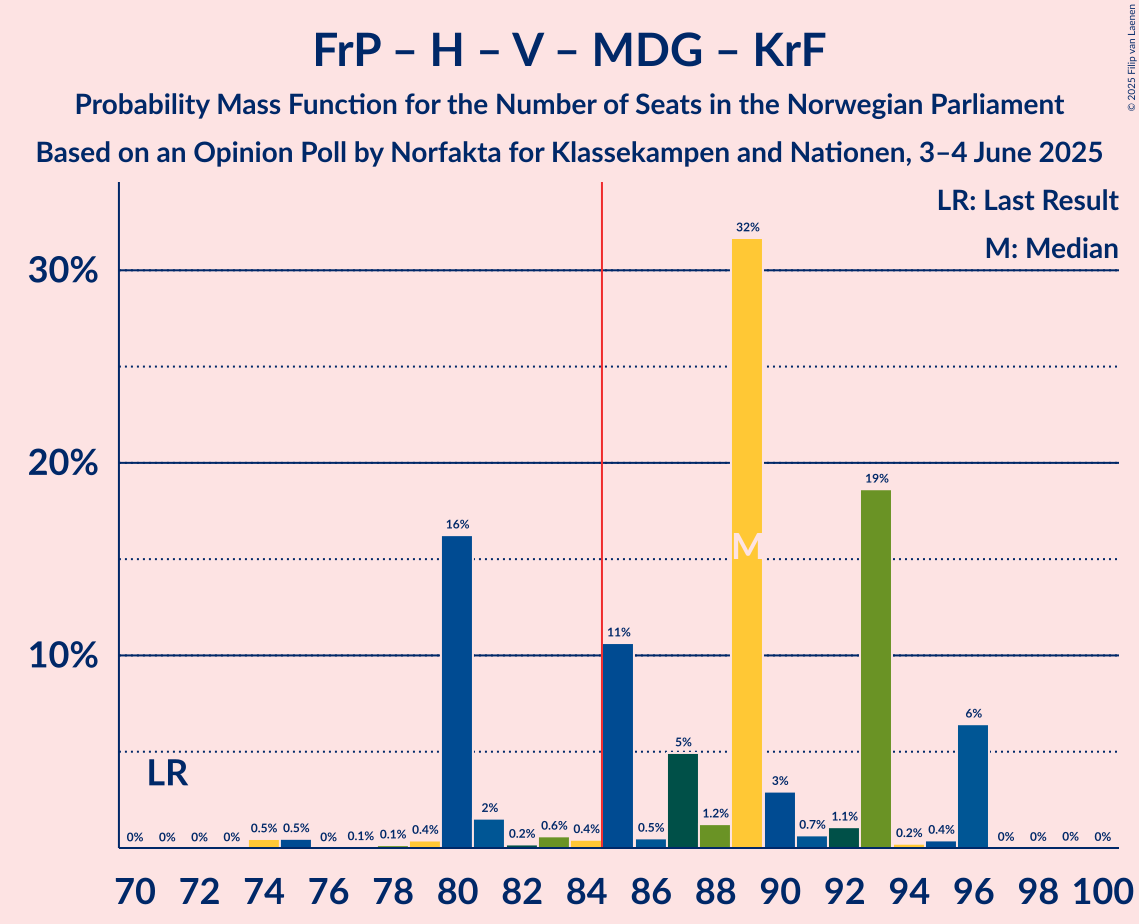 FrP – H – V – MDG – KrF
Probability Mass Function for the Number of Seats in the Norwegian Parliament
Based on an Opinion Poll by Norfakta for Klassekampen and Nationen, 3–4 June 2025
© 2025 Filip van Laenen
LR: Last Result
M: Median
30%
20%
10%
LR
M
0% 0% 0% 0% 0.5% 0.5% 0% 0.1% 0.1% 0.4% 16% 2% 0.2% 0.6% 0.4% 11% 0.5% 5% 1.2% 32% 3% 0.7% 1.1% 19% 0.2% 0.4% 6% 0% 0% 0% 0%
70 72 74 76 78 80 82 84 86 88 90 92 94 96 98 100